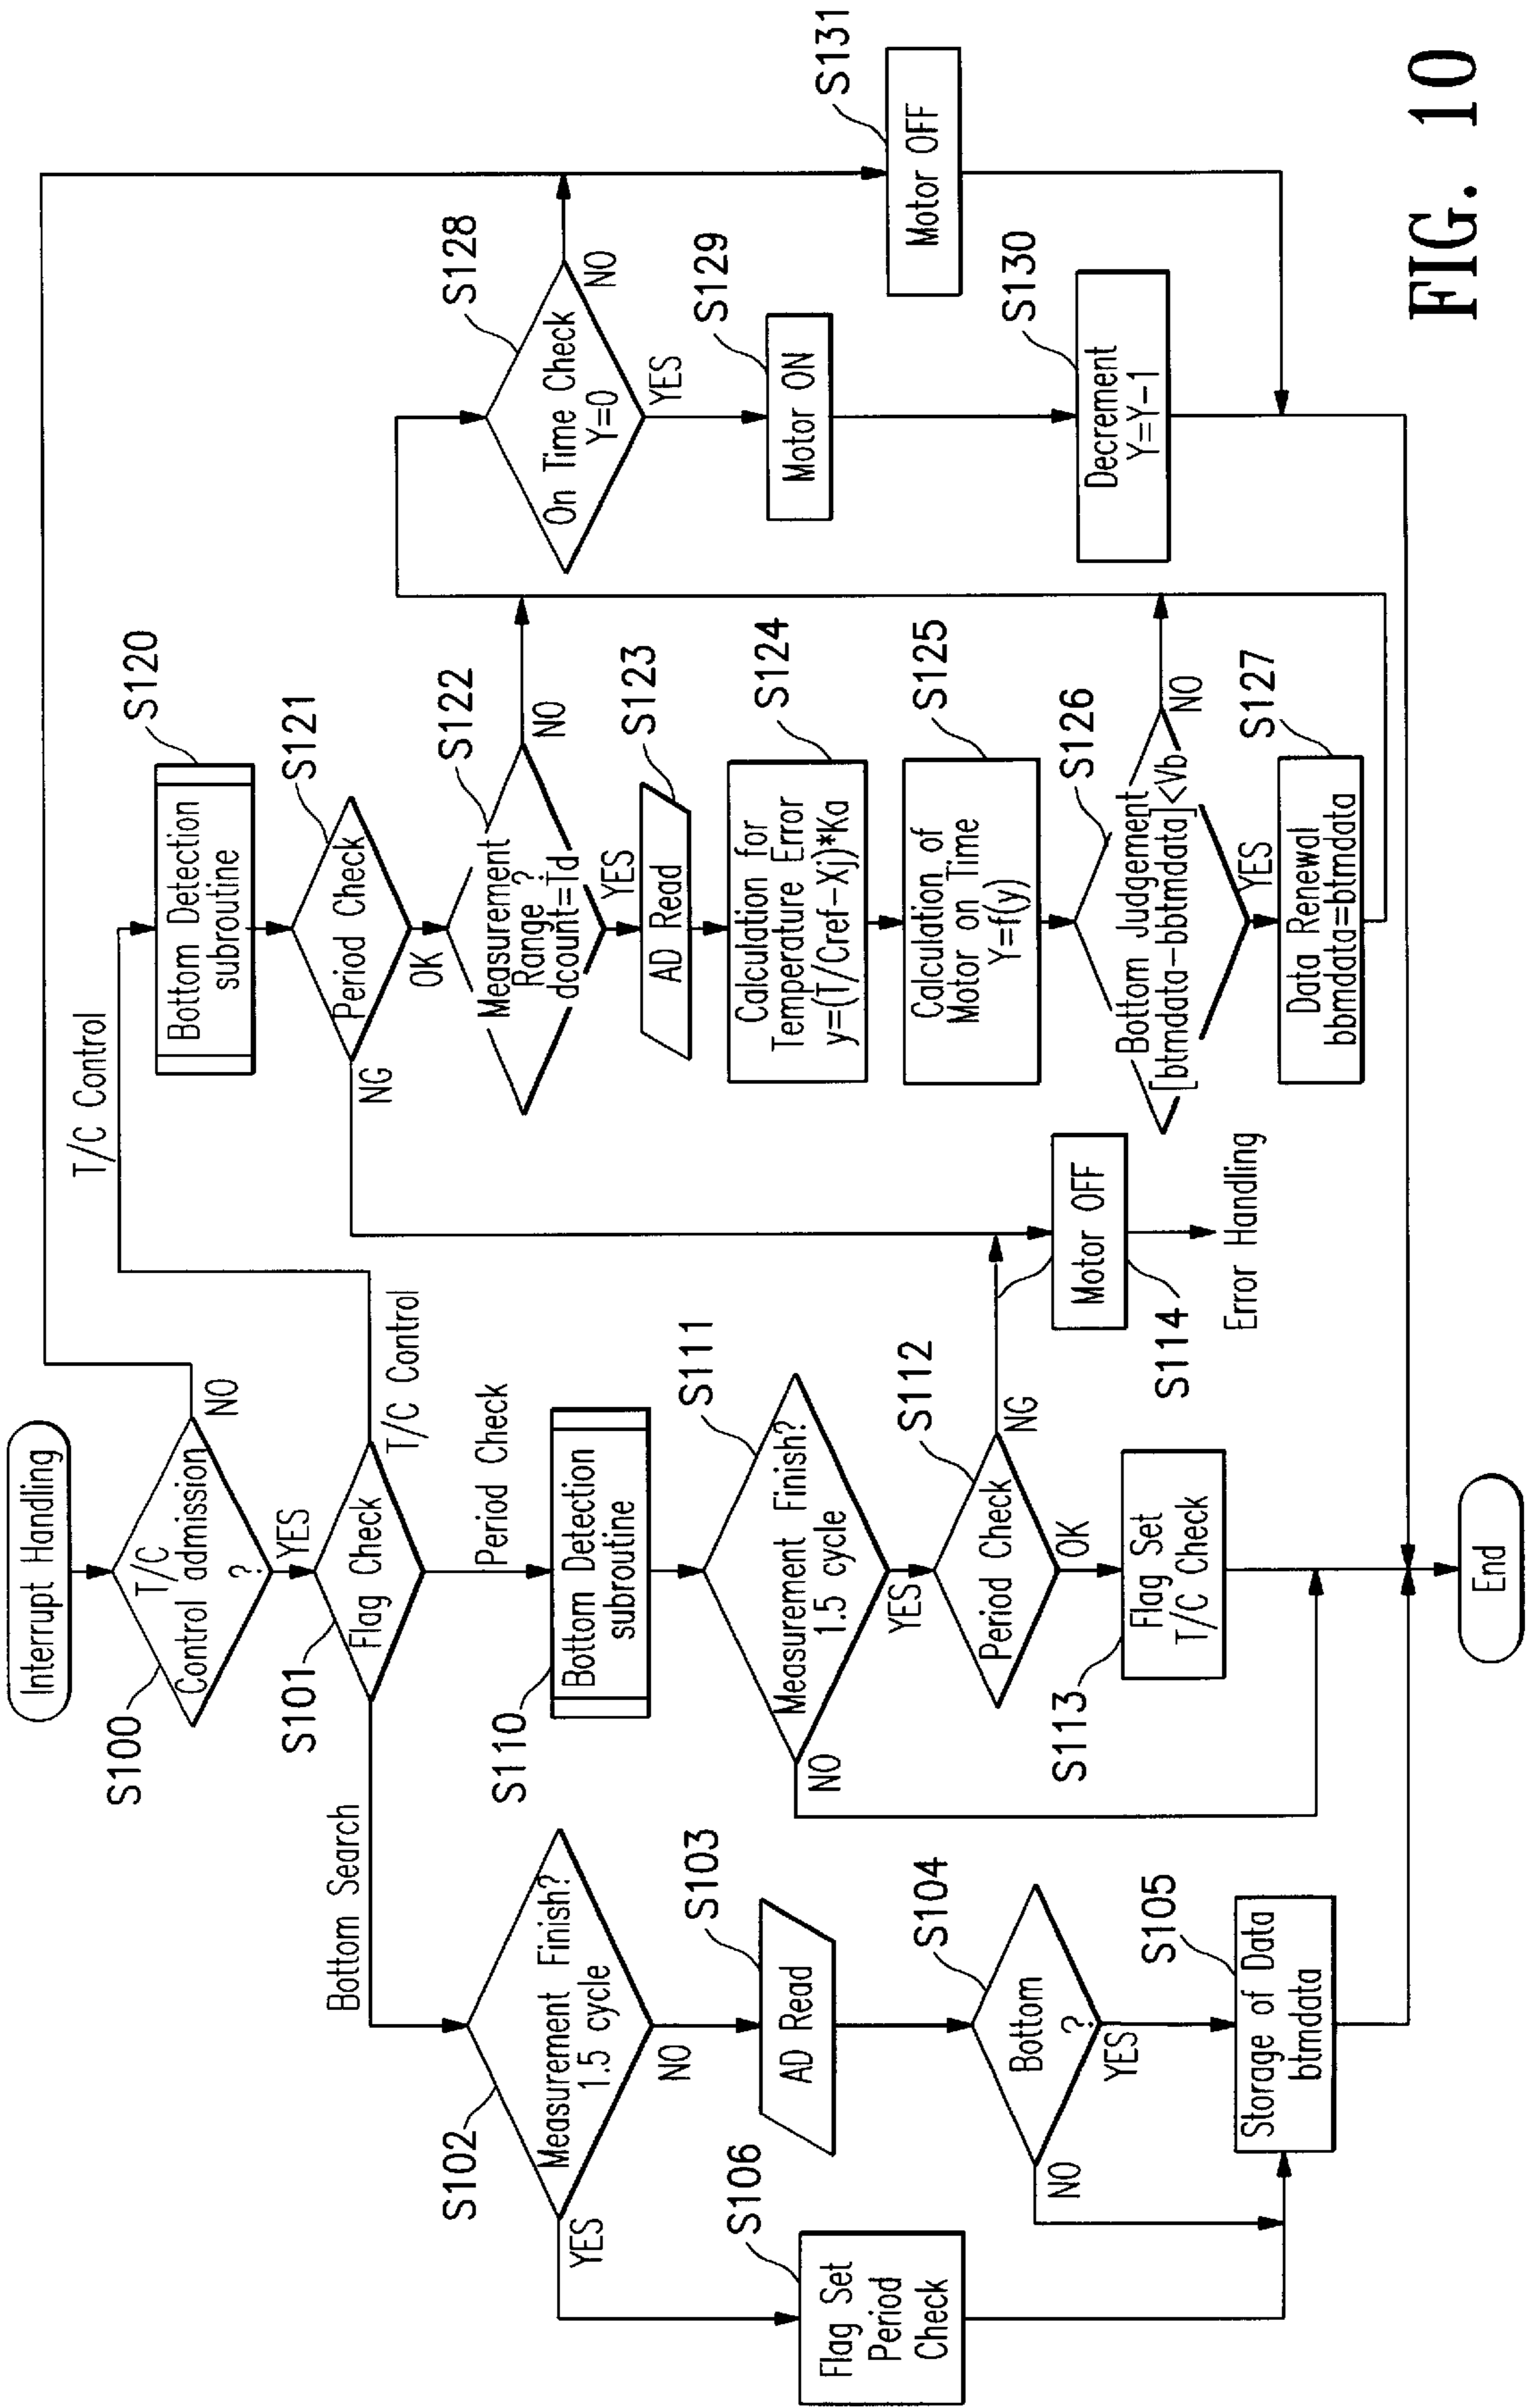 Interrupt Handling
S100
T/C
Control admission
?
NO
YES
S101
Flag Check
Bottom Search
T/C Control
Period Check
T/C Control
S102
Measurement Finish?
1.5 cycle
YES
NO
S103
AD Read
S104
Bottom
?
NO
YES
S105
Storage of Data
btmdata
S106
Flag Set
Period
Check
S110
Bottom Detection
subroutine
S111
Measurement Finish?
1.5 cycle
NO
YES
S112
Period Check
NG
OK
S113
Flag Set
T/C Check
S114
Motor OFF
Error Handling
S120
Bottom Detection
subroutine
S121
Period Check
NG
OK
S122
Measurement
Range ?
dcount=Td
NO
YES
S123
AD Read
S124
Calculation for
Temperature Error
y=(T/Cref-Xj)*Ka
S125
Calculation of
Motor on Time
Y=f(y)
S126
Bottom Judgement
[btmdata-bbtmdata]<Vb
NO
YES
S127
Data Renewal
bbmdata=btmdata
S128
On Time Check
Y=0
NO
YES
S129
Motor ON
S130
Decrement
Y=Y-1
S131
Motor OFF
End
FIG. 10